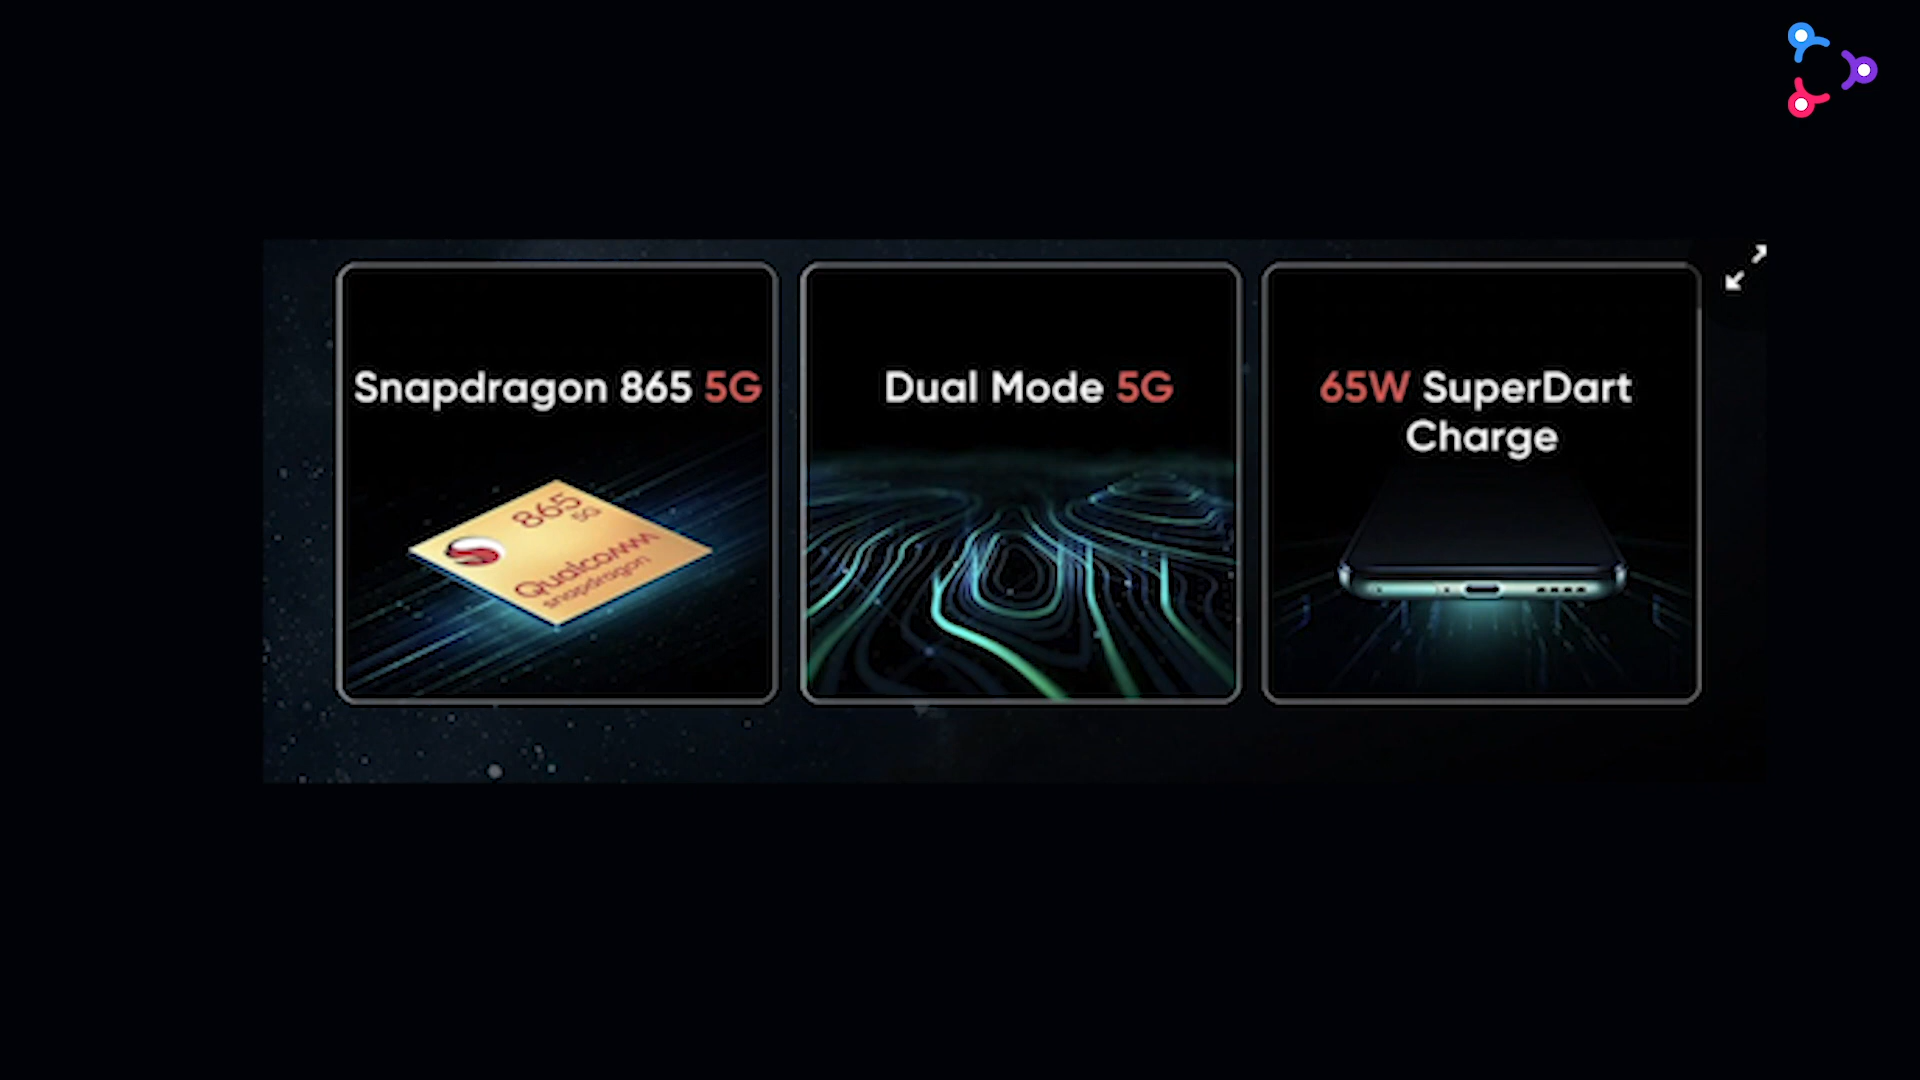 Snapdragon 865 5G
865
5G
Qualcomm
snapdragon
Dual Mode 5G
65W SuperDart
Charge